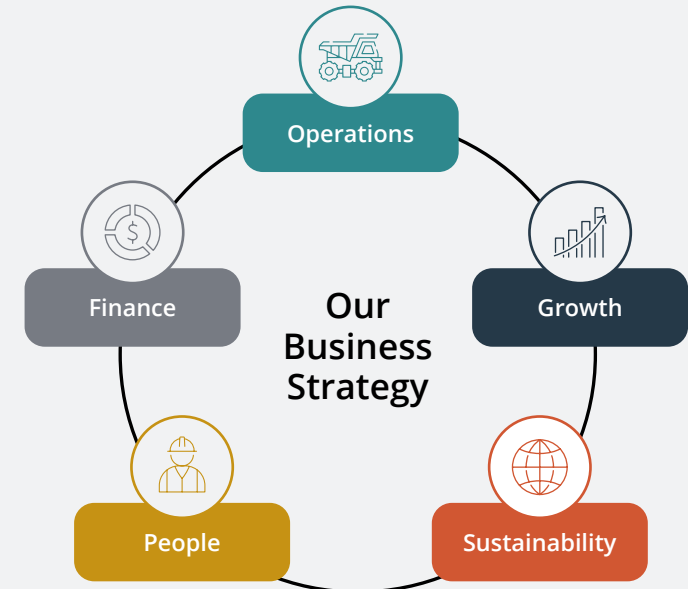 Operations
Finance
Growth
Our
Business
Strategy
People
Sustainability
$